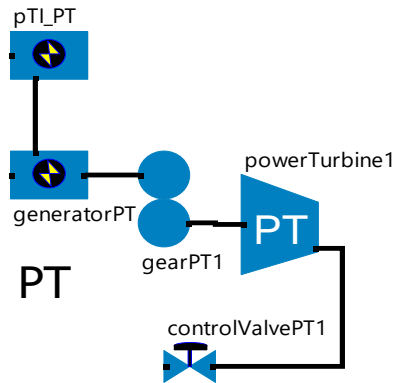 pTI_PT
powerTurbine1
generatorPT
PT
gearPT1
PT
controlValvePT1